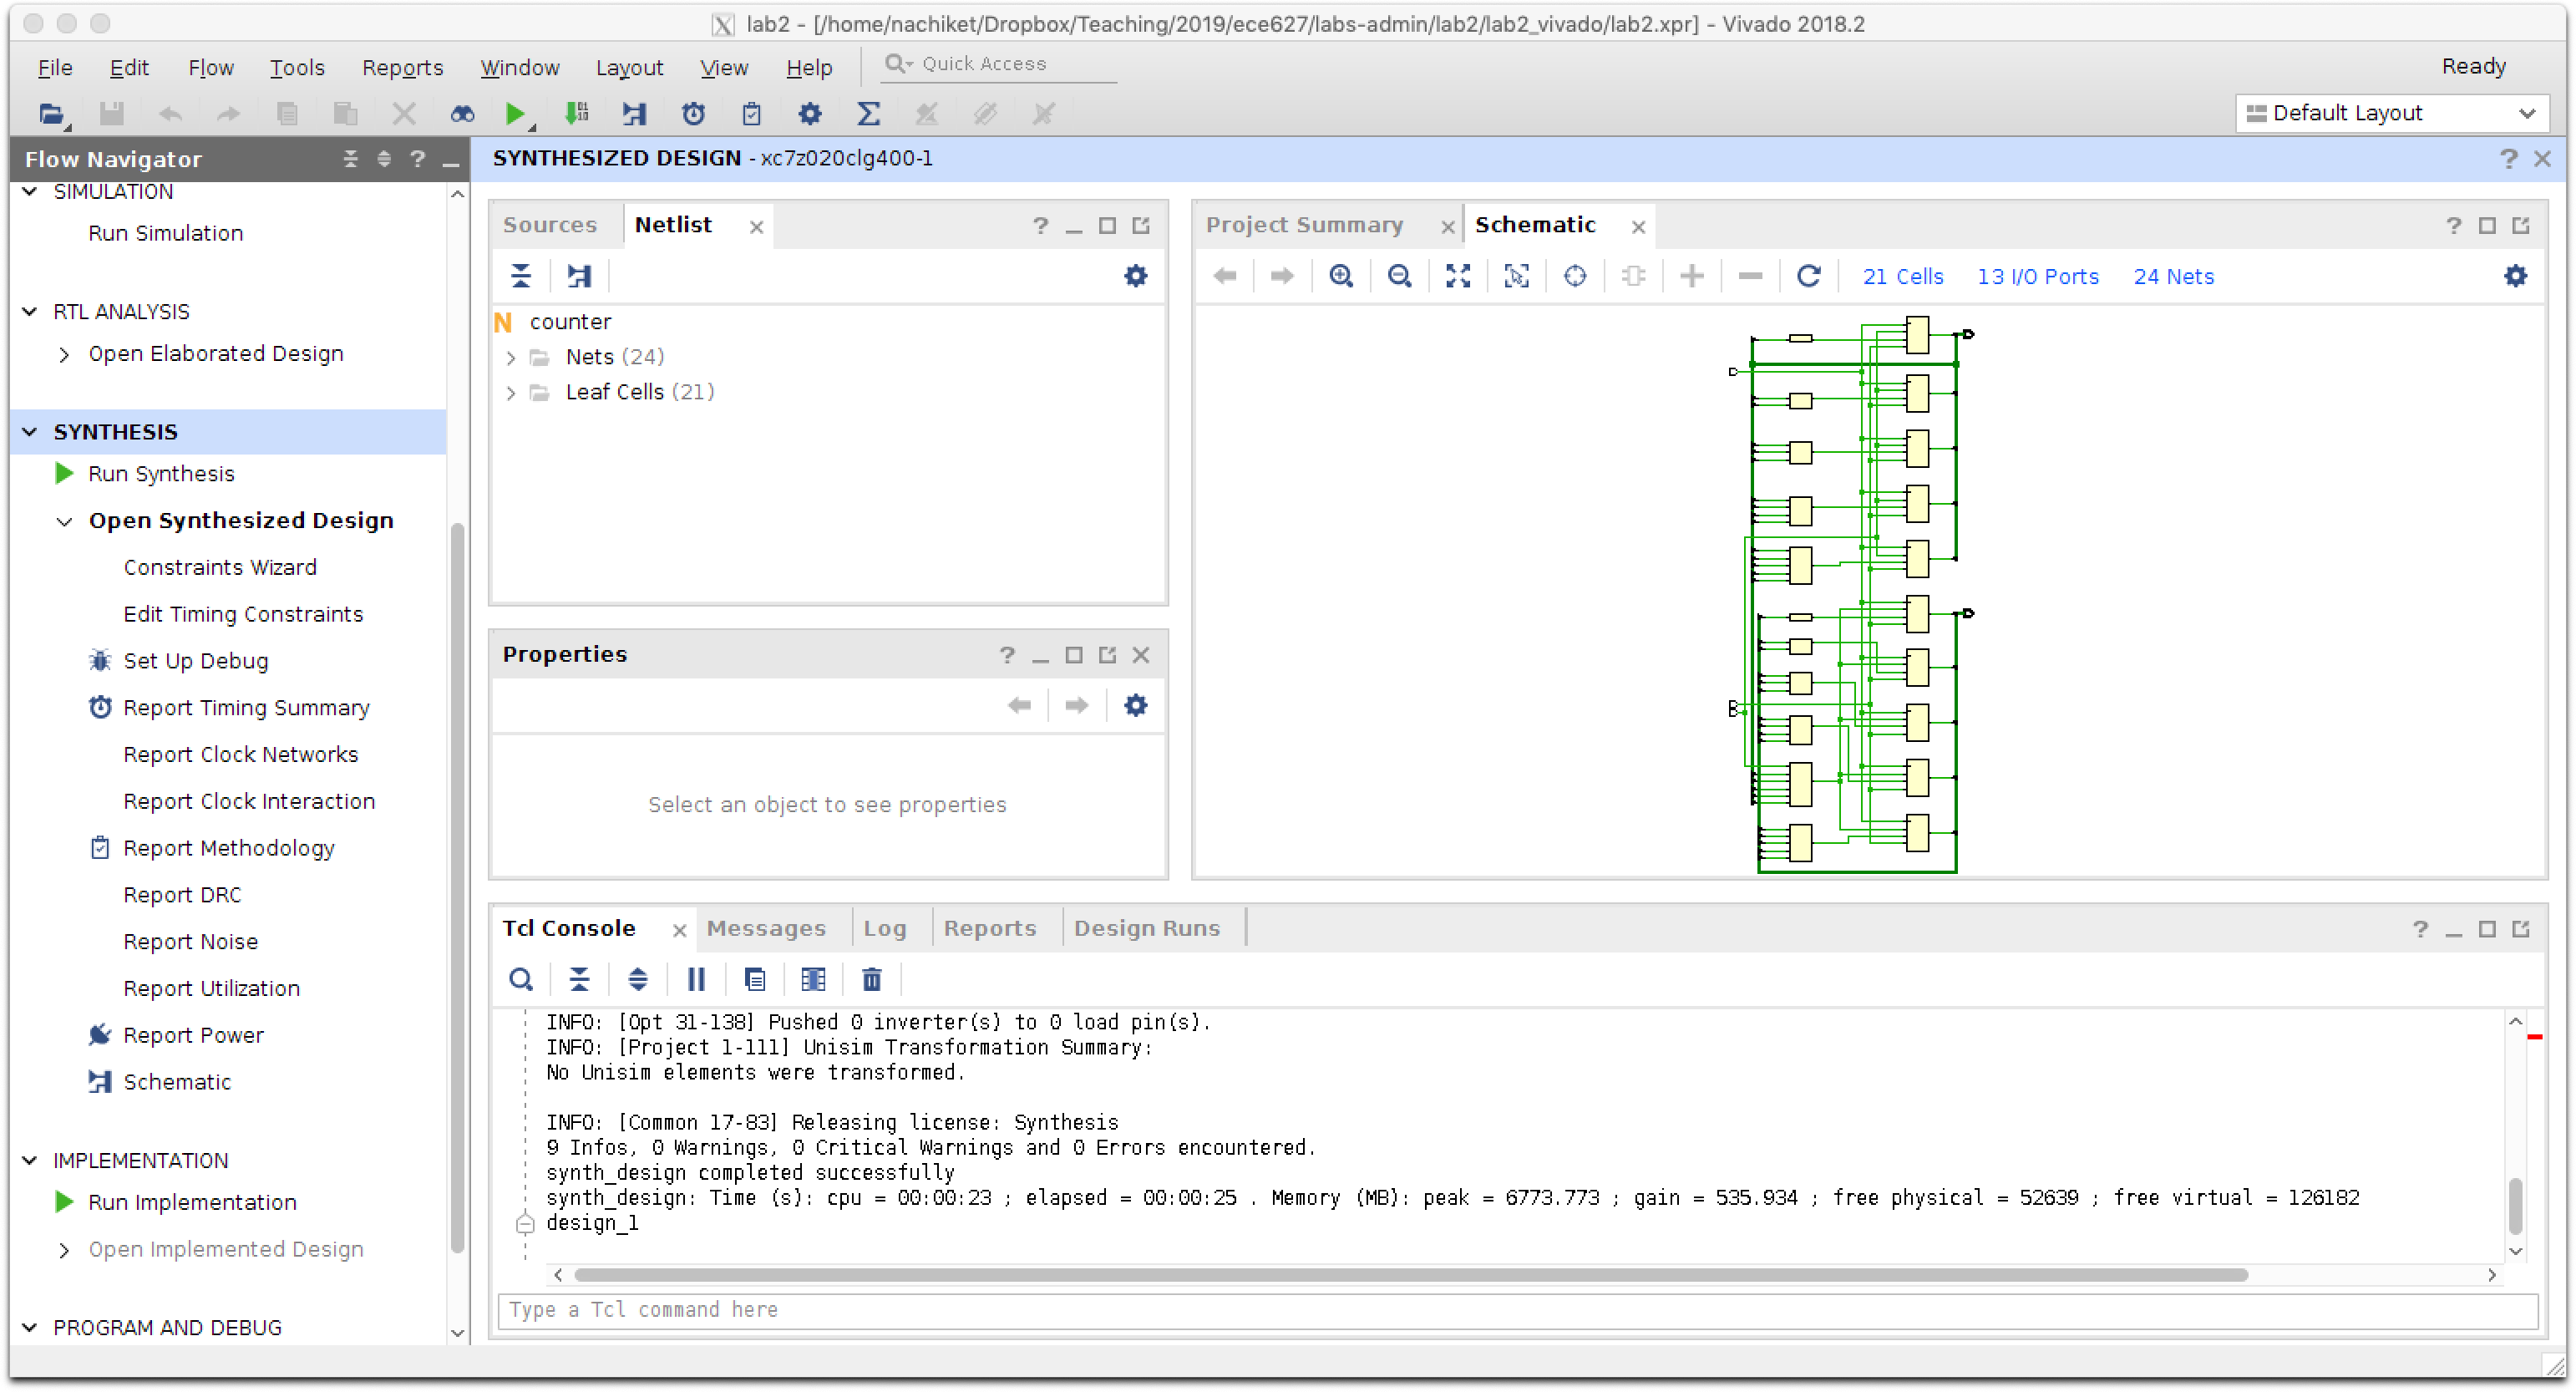 lab2 - [/home/nachiket/Dropbox/Teaching/2019/ece627/labs-admin/lab2/lab2_vivado/lab2.xpr] - Vivado 2018.2
File Edit Flow Tools Reports Window Layout View Help Quick Access Ready
Default Layout
Flow Navigator ?
SIMULATION
Run Simulation
RTL ANALYSIS
Open Elaborated Design
SYNTHESIS
Run Synthesis
Open Synthesized Design
Constraints Wizard
Edit Timing Constraints
Set Up Debug
Report Timing Summary
Report Clock Networks
Report Clock Interaction
Report Methodology
Report DRC
Report Noise
Report Utilization
Report Power
Schematic
IMPLEMENTATION
Run Implementation
Open Implemented Design
PROGRAM AND DEBUG
SYNTHESIZED DESIGN - xc7z020clg400-1 ?
Sources Netlist ?
N counter
Nets (24)
Leaf Cells (21)
Properties ?
Select an object to see properties
Project Summary Schematic ?
21 Cells 13 I/O Ports 24 Nets
Tcl Console Messages Log Reports Design Runs ?
INFO: [Opt 31-138] Pushed 0 inverter(s) to 0 load pin(s).
INFO: [Project 1-111] Unisim Transformation Summary:
No Unisim elements were transformed.
INFO: [Common 17-83] Releasing license: Synthesis
9 Infos, 0 Warnings, 0 Critical Warnings and 0 Errors encountered.
synth_design completed successfully
synth_design: Time (s): cpu = 00:00:23 ; elapsed = 00:00:25 . Memory (MB): peak = 6773.773 ; gain = 535.934 ; free physical = 52639 ; free virtual = 126182
design_1
Type a Tcl command here